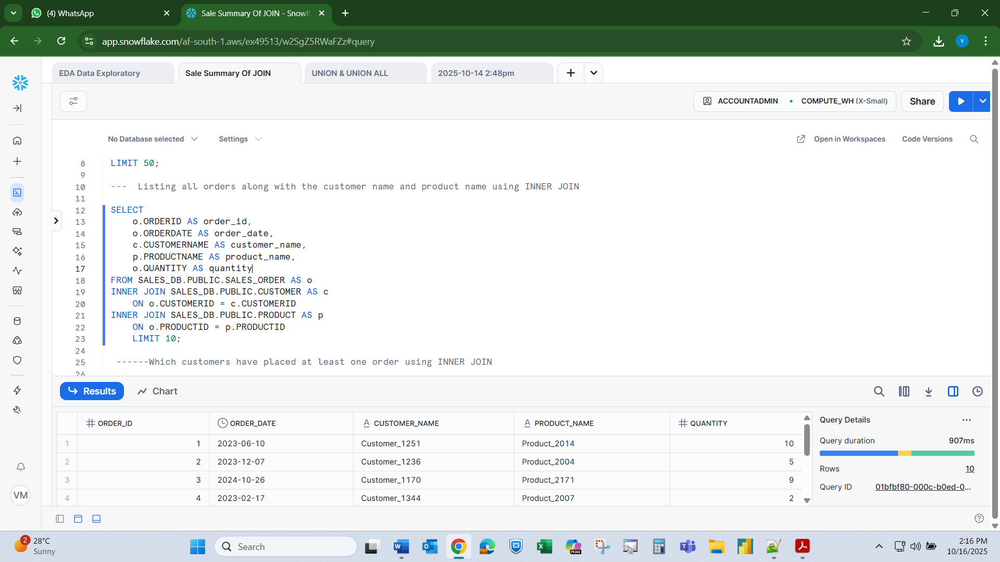 (4) WhatsApp
Sale Summary Of JOIN - Snowfl
app.snowflake.com/af-south-1.aws/ex49513/w2SgZ5RWaFZz#query
V
EDA Data Exploratory
Sale Summary Of JOIN
UNION & UNION ALL
2025-10-14 2:48pm
ACCOUNTADMIN
COMPUTE_WH (X-Small)
Share
No Database selected
Settings
Open in Workspaces
Code Versions
8 LIMIT 50;
9
10 --- Listing all orders along with the customer name and product name using INNER JOIN
11
12 SELECT
13 o.ORDERID AS order_id,
14 o.ORDERDATE AS order_date,
15 c.CUSTOMERNAME AS customer_name,
16 p.PRODUCTNAME AS product_name,
17 o.QUANTITY AS quantity
18 FROM SALES_DB.PUBLIC.SALES_ORDER AS o
19 INNER JOIN SALES_DB.PUBLIC.CUSTOMER AS c
20 ON o.CUSTOMERID = c.CUSTOMERID
21 INNER JOIN SALES_DB.PUBLIC.PRODUCT AS p
22 ON o.PRODUCTID = p.PRODUCTID
23 LIMIT 10;
24
25 ------Which customers have placed at least one order using INNER JOIN
26
Results
Chart
ORDER_ID ORDER_DATE CUSTOMER_NAME PRODUCT_NAME QUANTITY
1 1 2023-06-10 Customer_1251 Product_2014 10
2 2 2023-12-07 Customer_1236 Product_2004 5
3 3 2024-10-26 Customer_1170 Product_2171 9
4 4 2023-02-17 Customer_1344 Product_2007 2
Query Details
Query duration 907ms
Rows 10
Query ID 01bfbf80-000c-b0ed-0...
VM
2
28°C
Sunny
Search
M365
2:16 PM
10/16/2025